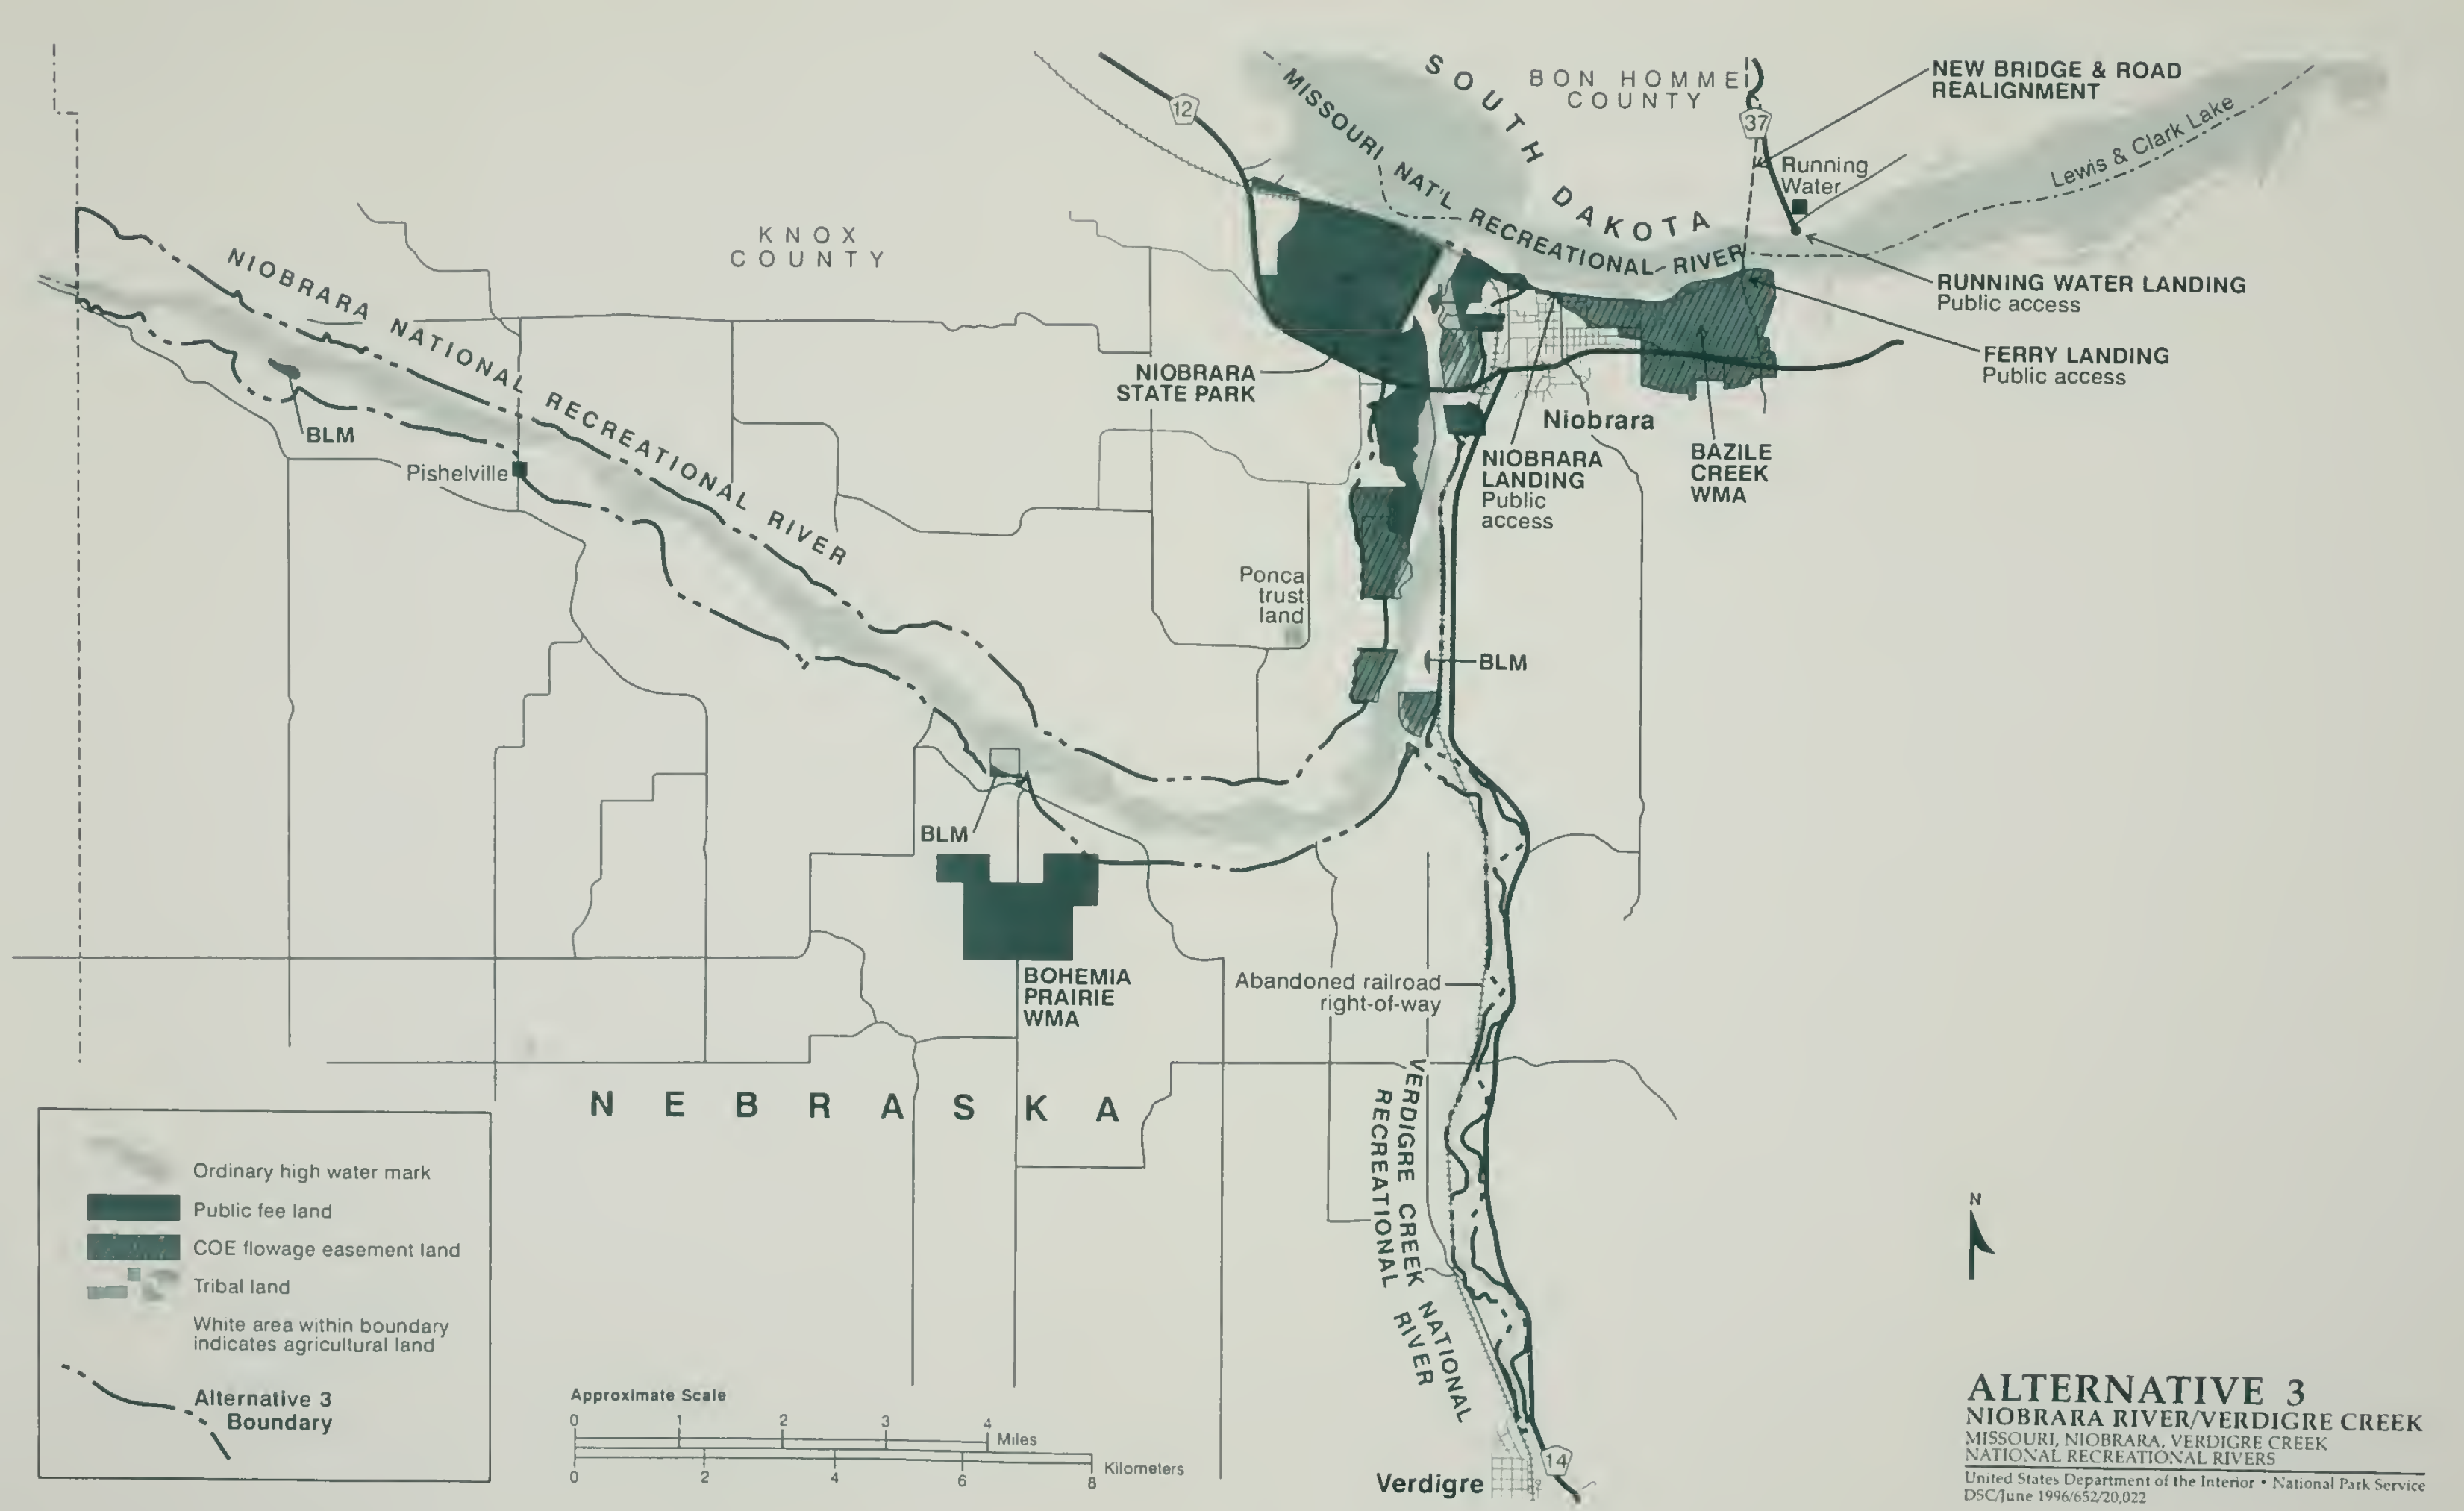 SOUTH DAKOTA
BON HOMME
COUNTY
NEW BRIDGE & ROAD
REALIGNMENT
12
37
MISSOURI NAT'L RECREATIONAL RIVER
Running
Water
Lewis & Clark Lake
KNOX
COUNTY
NIOBRARA NATIONAL RECREATIONAL RIVER
RUNNING WATER LANDING
Public access
FERRY LANDING
Public access
NIOBRARA
STATE PARK
Niobrara
BLM
Pishelville
NIOBRARA
LANDING
Public
access
BAZILE
CREEK
WMA
Ponca
trust
land
BLM
BLM
BOHEMIA
PRAIRIE
WMA
Abandoned railroad
right-of-way
NEBRASKA
VERDIGRE CREEK NATIONAL
RECREATIONAL RIVER
Ordinary high water mark
Public fee land
COE flowage easement land
Tribal land
White area within boundary
indicates agricultural land
Alternative 3
Boundary
Approximate Scale
0 1 2 3 4
Miles
Kilometers
0 2 4 6 8
14
Verdigre
N
ALTERNATIVE 3
NIOBRARA RIVER/VERDIGRE CREEK
MISSOURI, NIOBRARA, VERDIGRE CREEK
NATIONAL RECREATIONAL RIVERS
United States Department of the Interior • National Park Service
DSC/June 1996/652/20,022